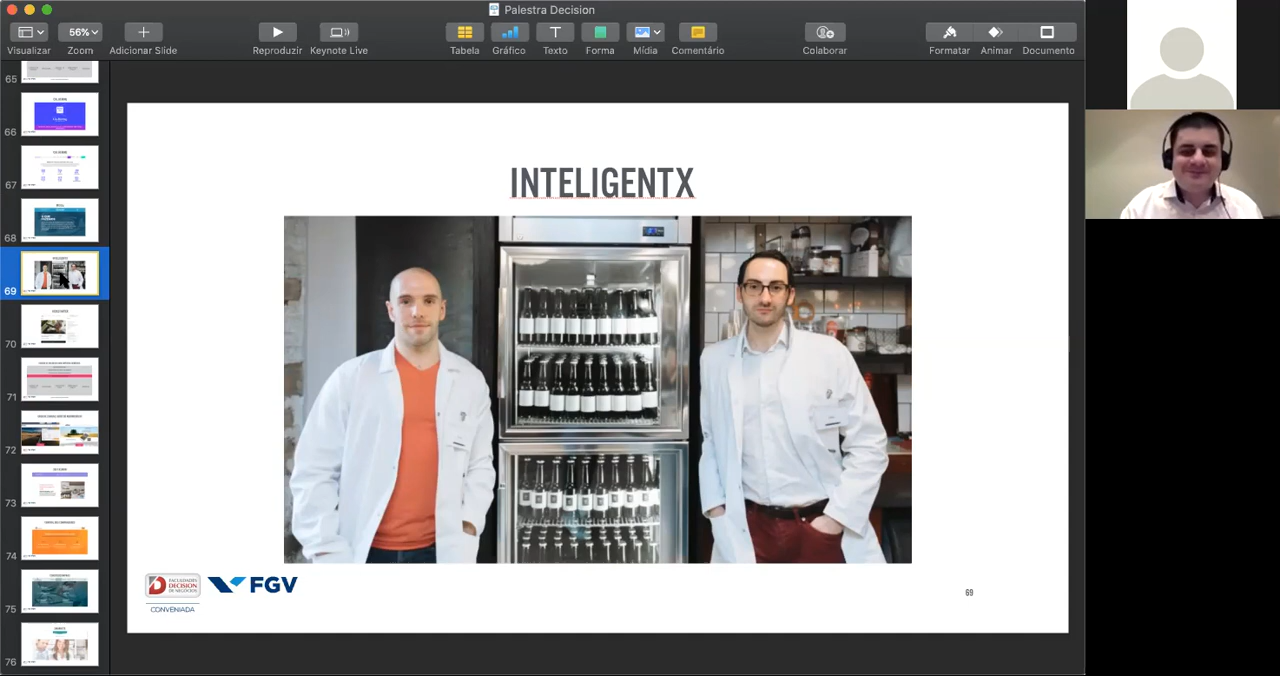 Palestra Decision
56%
Visualizar
Zoom
Adicionar Slide
Reproduzir
Keynote Live
Tabela
Gráfico
Texto
Forma
Mídia
Comentário
Colaborar
Formatar
Animar
Documento
65
66
67
68
69
70
71
72
73
74
75
76
INTELIGENTX
FACULDADES
DECISION
DE NEGÓCIOS
CONVENIADA
FGV
69